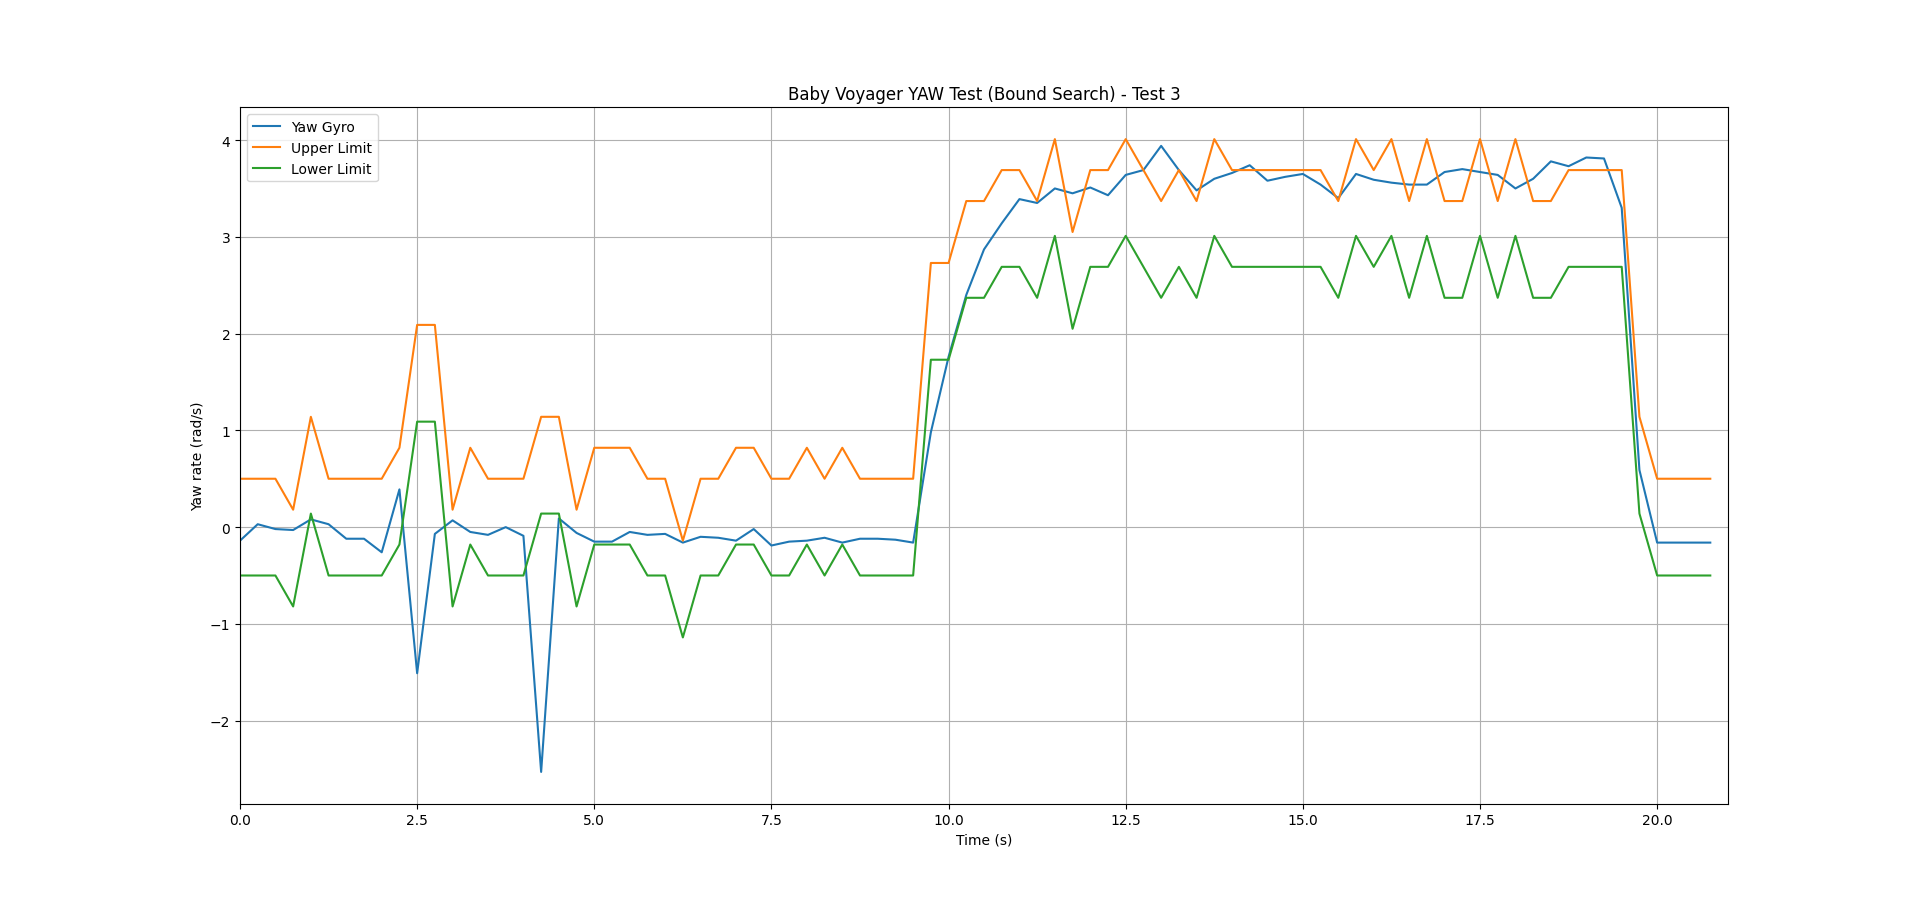 Baby Voyager YAW Test (Bound Search) - Test 3
Yaw Gyro
Upper Limit
Lower Limit
Yaw rate (rad/s)
4
3
2
1
0
−1
−2
0.0 2.5 5.0 7.5 10.0 12.5 15.0 17.5 20.0
Time (s)